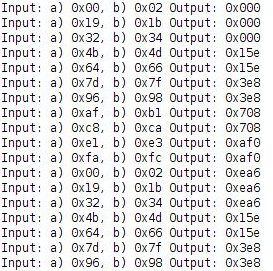 Input: a) 0x00, b) 0x02 Output: 0x000
Input: a) 0x19, b) 0x1b Output: 0x000
Input: a) 0x32, b) 0x34 Output: 0x000
Input: a) 0x4b, b) 0x4d Output: 0x15e
Input: a) 0x64, b) 0x66 Output: 0x15e
Input: a) 0x7d, b) 0x7f Output: 0x3e8
Input: a) 0x96, b) 0x98 Output: 0x3e8
Input: a) 0xaf, b) 0xb1 Output: 0x708
Input: a) 0xc8, b) 0xca Output: 0x708
Input: a) 0xe1, b) 0xe3 Output: 0xaf0
Input: a) 0xfa, b) 0xfc Output: 0xaf0
Input: a) 0x00, b) 0x02 Output: 0xea6
Input: a) 0x19, b) 0x1b Output: 0xea6
Input: a) 0x32, b) 0x34 Output: 0xea6
Input: a) 0x4b, b) 0x4d Output: 0x15e
Input: a) 0x64, b) 0x66 Output: 0x15e
Input: a) 0x7d, b) 0x7f Output: 0x3e8
Input: a) 0x96, b) 0x98 Output: 0x3e8